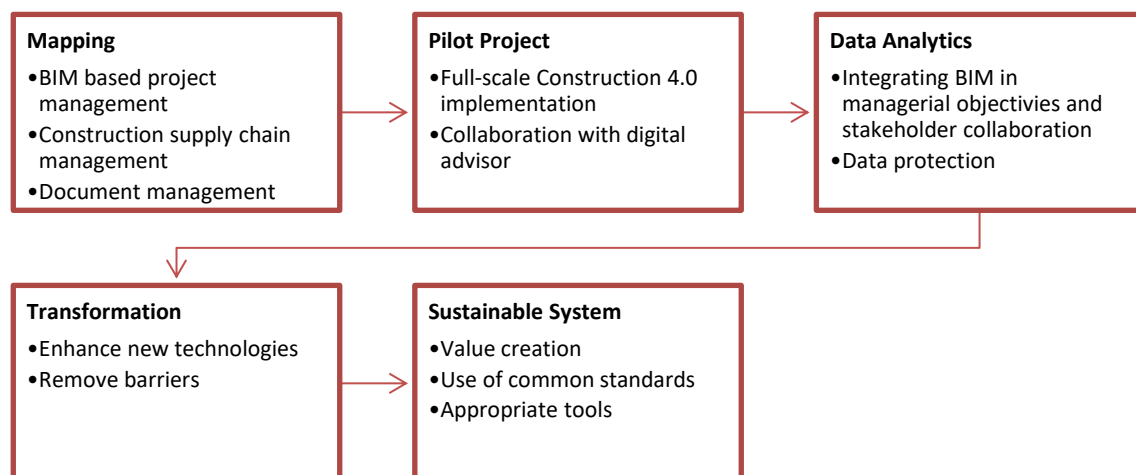 Mapping
•BIM based project
management
•Construction supply chain
management
•Document management
Pilot Project
•Full-scale Construction 4.0
implementation
•Collaboration with digital
advisor
Data Analytics
•Integrating BIM in
managerial objectivies and
stakeholder collaboration
•Data protection
Transformation
•Enhance new technologies
•Remove barriers
Sustainable System
•Value creation
•Use of common standards
•Appropriate tools